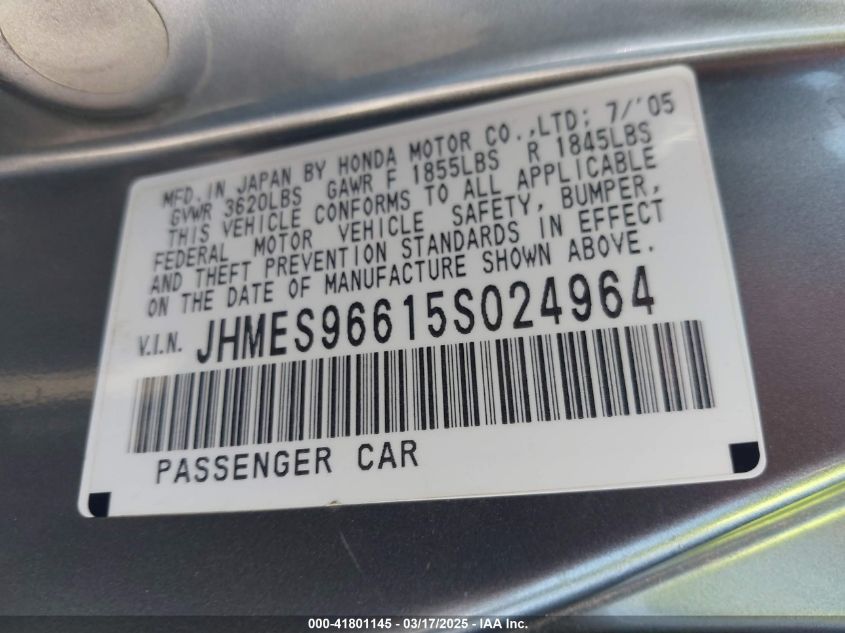 MFD. IN JAPAN BY HONDA MOTOR CO.,LTD; 7/'05
GVWR 3620LBS GAWR F 1855LBS R 1845LBS
THIS VEHICLE CONFORMS TO ALL APPLICABLE
FEDERAL MOTOR VEHICLE SAFETY, BUMPER,
AND THEFT PREVENTION STANDARDS IN EFFECT
ON THE DATE OF MANUFACTURE SHOWN ABOVE.
V.I.N. JHMES96615S024964
PASSENGER CAR
000-41801145 — 03/17/2025 — IAA Inc.